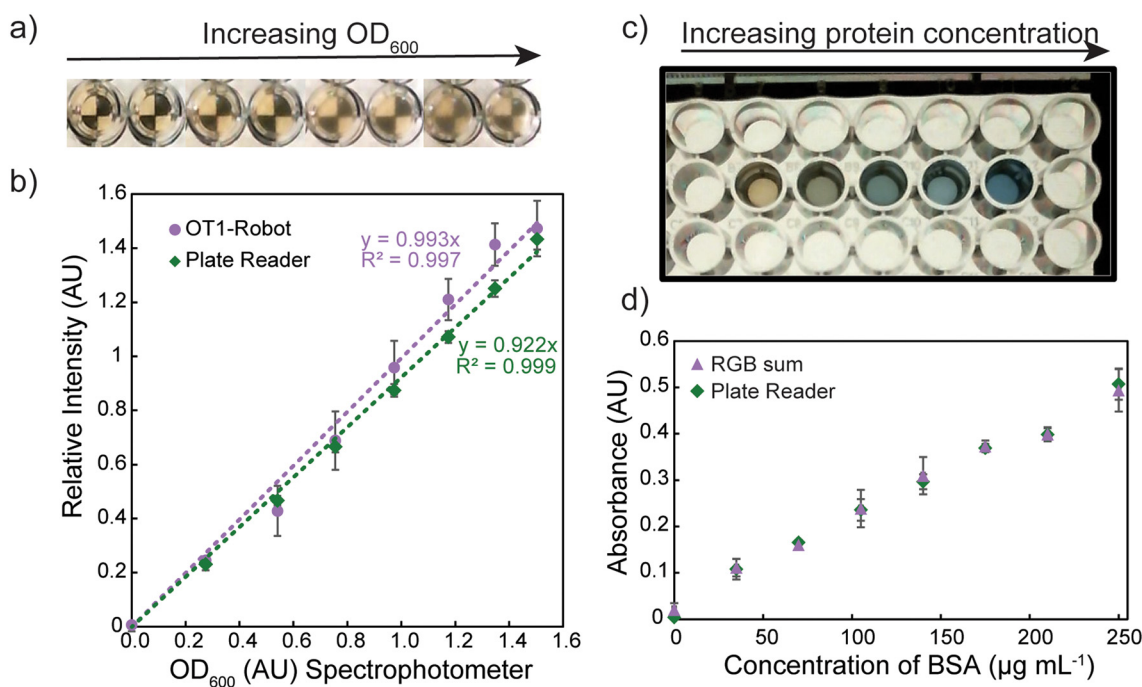 a)
Increasing OD600
b)
Relative Intensity (AU)
1.6
1.4
1.2
1
0.8
0.6
0.4
0.2
0
OT1-Robot
Plate Reader
y = 0.993x
R² = 0.997
y = 0.922x
R² = 0.999
0.0 0.2 0.4 0.6 0.8 1.0 1.2 1.4 1.6
OD600 (AU) Spectrophotometer
c)
Increasing protein concentration
d)
Absorbance (AU)
0.6
0.5
0.4
0.3
0.2
0.1
0
RGB sum
Plate Reader
0 50 100 150 200 250
Concentration of BSA (µg mL-1)